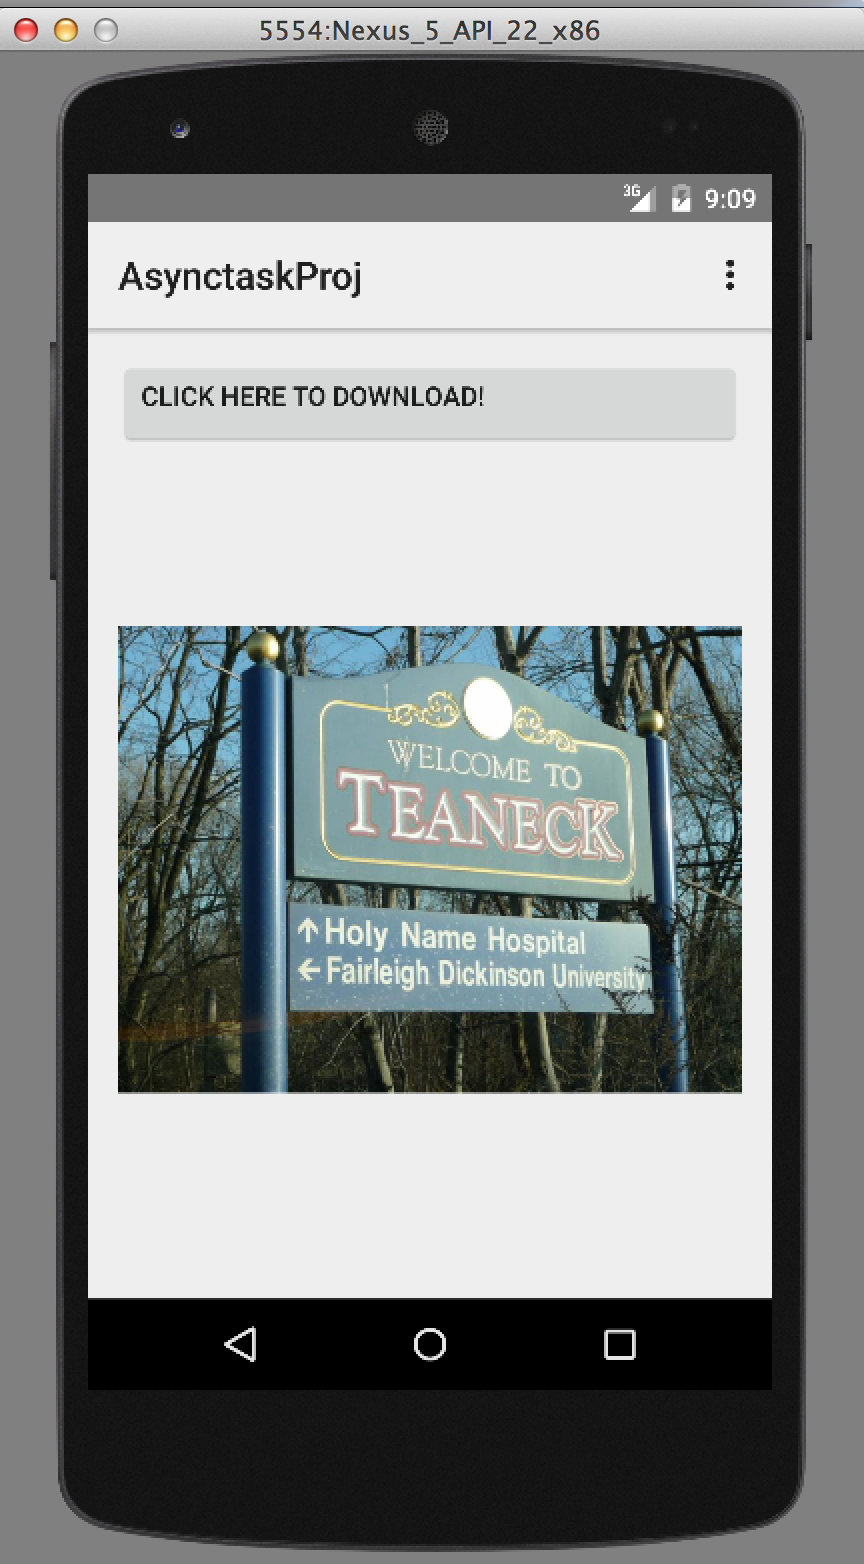 5554:Nexus_5_API_22_x86
3G 9:09
AsynctaskProj
CLICK HERE TO DOWNLOAD!
WELCOME TO
TEANECK
↑ Holy Name Hospital
← Fairleigh Dickinson University